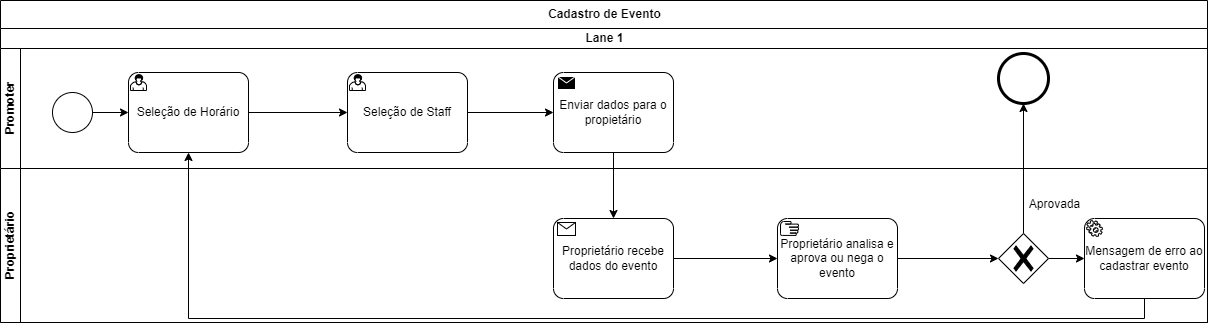 Cadastro de Evento
Lane 1
Promoter
Seleção de Horário
Seleção de Staff
Enviar dados para o
propietário
Proprietário
Proprietário recebe
dados do evento
Proprietário analisa e
aprova ou nega o
evento
Aprovada
Mensagem de erro ao
cadastrar evento